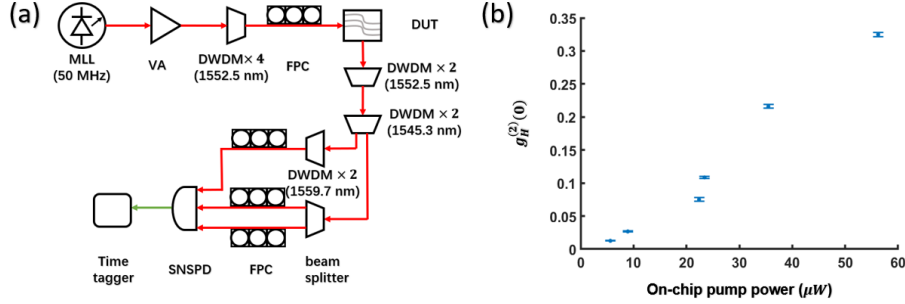 (a)
MLL
(50 MHz)
VA
DWDM × 4
(1552.5 nm)
FPC
DUT
DWDM × 2
(1552.5 nm)
DWDM × 2
(1545.3 nm)
DWDM × 2
(1559.7 nm)
Time
tagger
SNSPD
FPC
beam
splitter
(b)
0.35
0.3
0.25
0.2
0.15
0.1
0.05
0
g_H^(2)(0)
0 10 20 30 40 50 60
On-chip pump power (μW)